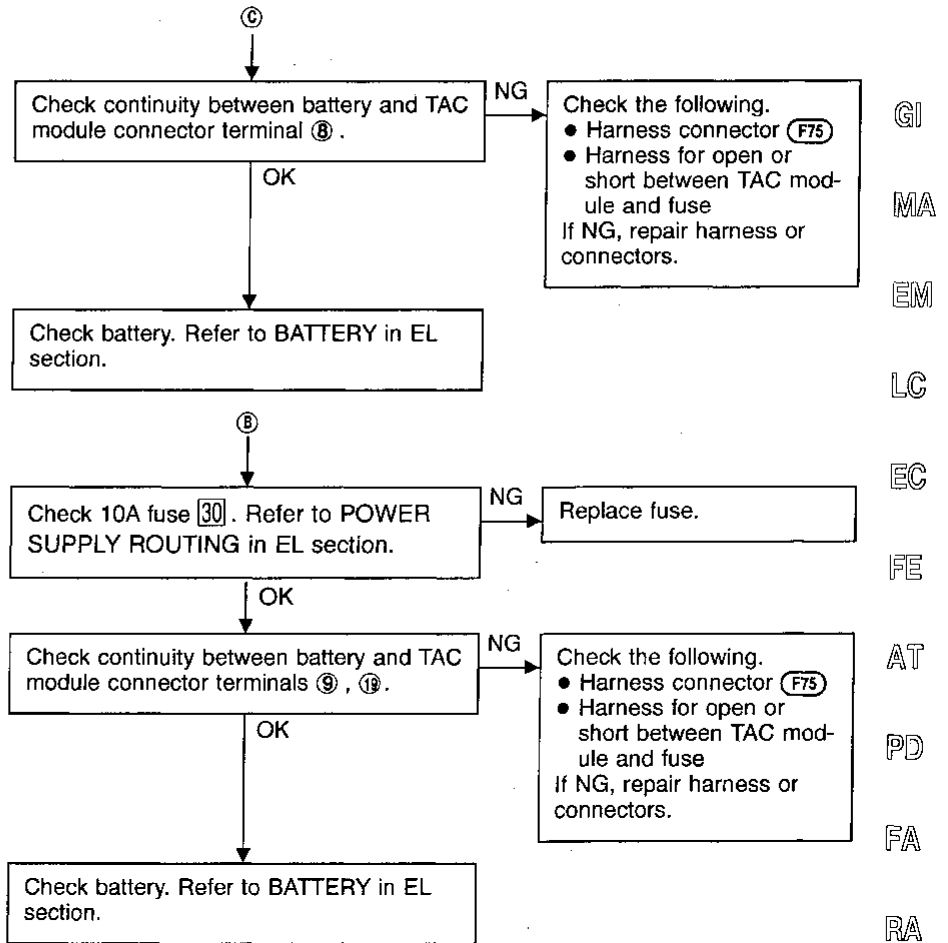 Ⓒ
Check continuity between battery and TAC
module connector terminal ⑧ .
NG
Check the following.
● Harness connector (F75)
● Harness for open or
short between TAC mod-
ule and fuse
If NG, repair harness or
connectors.
OK
Check battery. Refer to BATTERY in EL
section.
Ⓑ
Check 10A fuse 30 . Refer to POWER
SUPPLY ROUTING in EL section.
NG
Replace fuse.
OK
Check continuity between battery and TAC
module connector terminals ⑨ , ⑲ .
NG
Check the following.
● Harness connector (F75)
● Harness for open or
short between TAC mod-
ule and fuse
If NG, repair harness or
connectors.
OK
Check battery. Refer to BATTERY in EL
section.
GI
MA
EM
LC
EC
FE
AT
PD
FA
RA